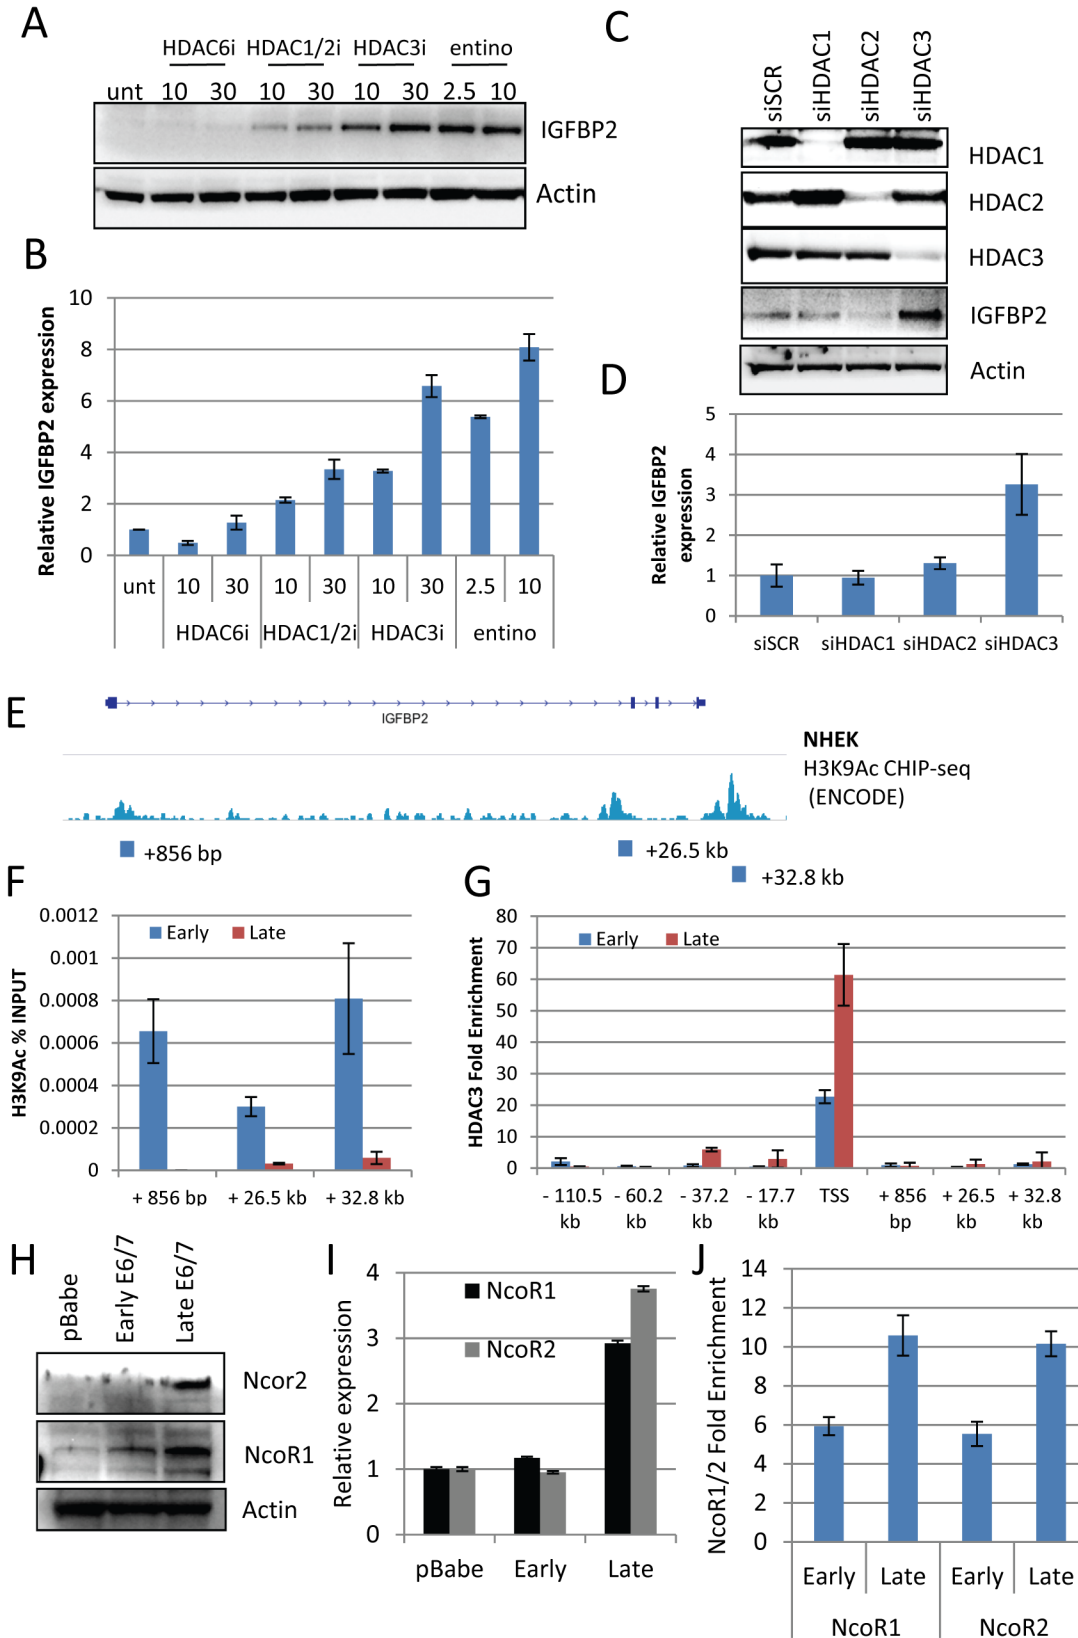 A
HDAC6i HDAC1/2i HDAC3i entino
unt 10 30 10 30 10 30 2.5 10
IGFBP2
Actin
B
Relative IGFBP2 expression
10
8
6
4
2
0
unt 10 30 10 30 10 30 2.5 10
HDAC6i HDAC1/2i HDAC3i entino
C
siSCR
siHDAC1
siHDAC2
siHDAC3
HDAC1
HDAC2
HDAC3
IGFBP2
Actin
D
Relative IGFBP2
expression
5
4
3
2
1
0
siSCR siHDAC1 siHDAC2 siHDAC3
E
IGFBP2
NHEK
H3K9Ac CHIP-seq
(ENCODE)
+856 bp
+26.5 kb
+32.8 kb
F
H3K9Ac % INPUT
0.0012
0.001
0.0008
0.0006
0.0004
0.0002
0
Early Late
+ 856 bp + 26.5 kb + 32.8 kb
G
HDAC3 Fold Enrichment
80
70
60
50
40
30
20
10
0
Early Late
- 110.5 - 60.2 - 37.2 - 17.7 TSS + 856 + 26.5 + 32.8
kb kb kb kb bp kb kb
H
pBabe
Early E6/7
Late E6/7
Ncor2
NcoR1
Actin
I
Relative expression
4
3
2
1
0
NcoR1
NcoR2
pBabe Early Late
J
NcoR1/2 Fold Enrichment
14
12
10
8
6
4
2
0
Early Late Early Late
NcoR1 NcoR2